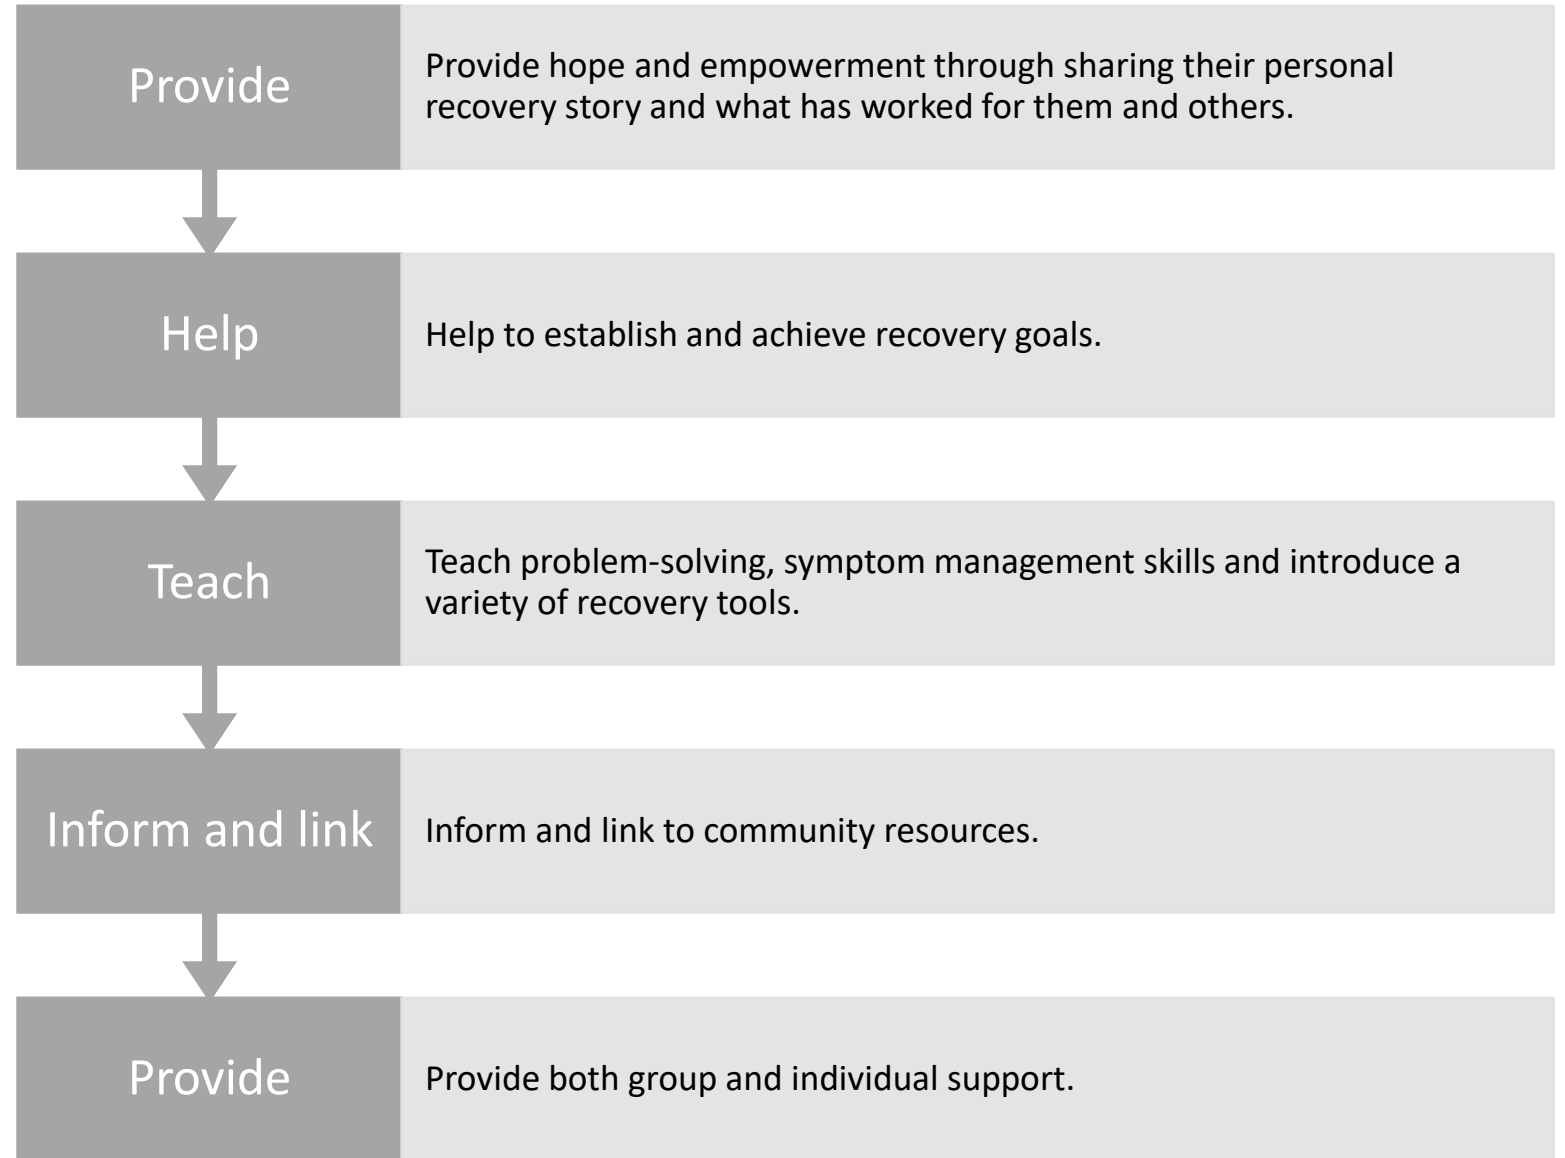 Provide
Provide hope and empowerment through sharing their personal
recovery story and what has worked for them and others.
Help
Help to establish and achieve recovery goals.
Teach
Teach problem-solving, symptom management skills and introduce a
variety of recovery tools.
Inform and link
Inform and link to community resources.
Provide
Provide both group and individual support.